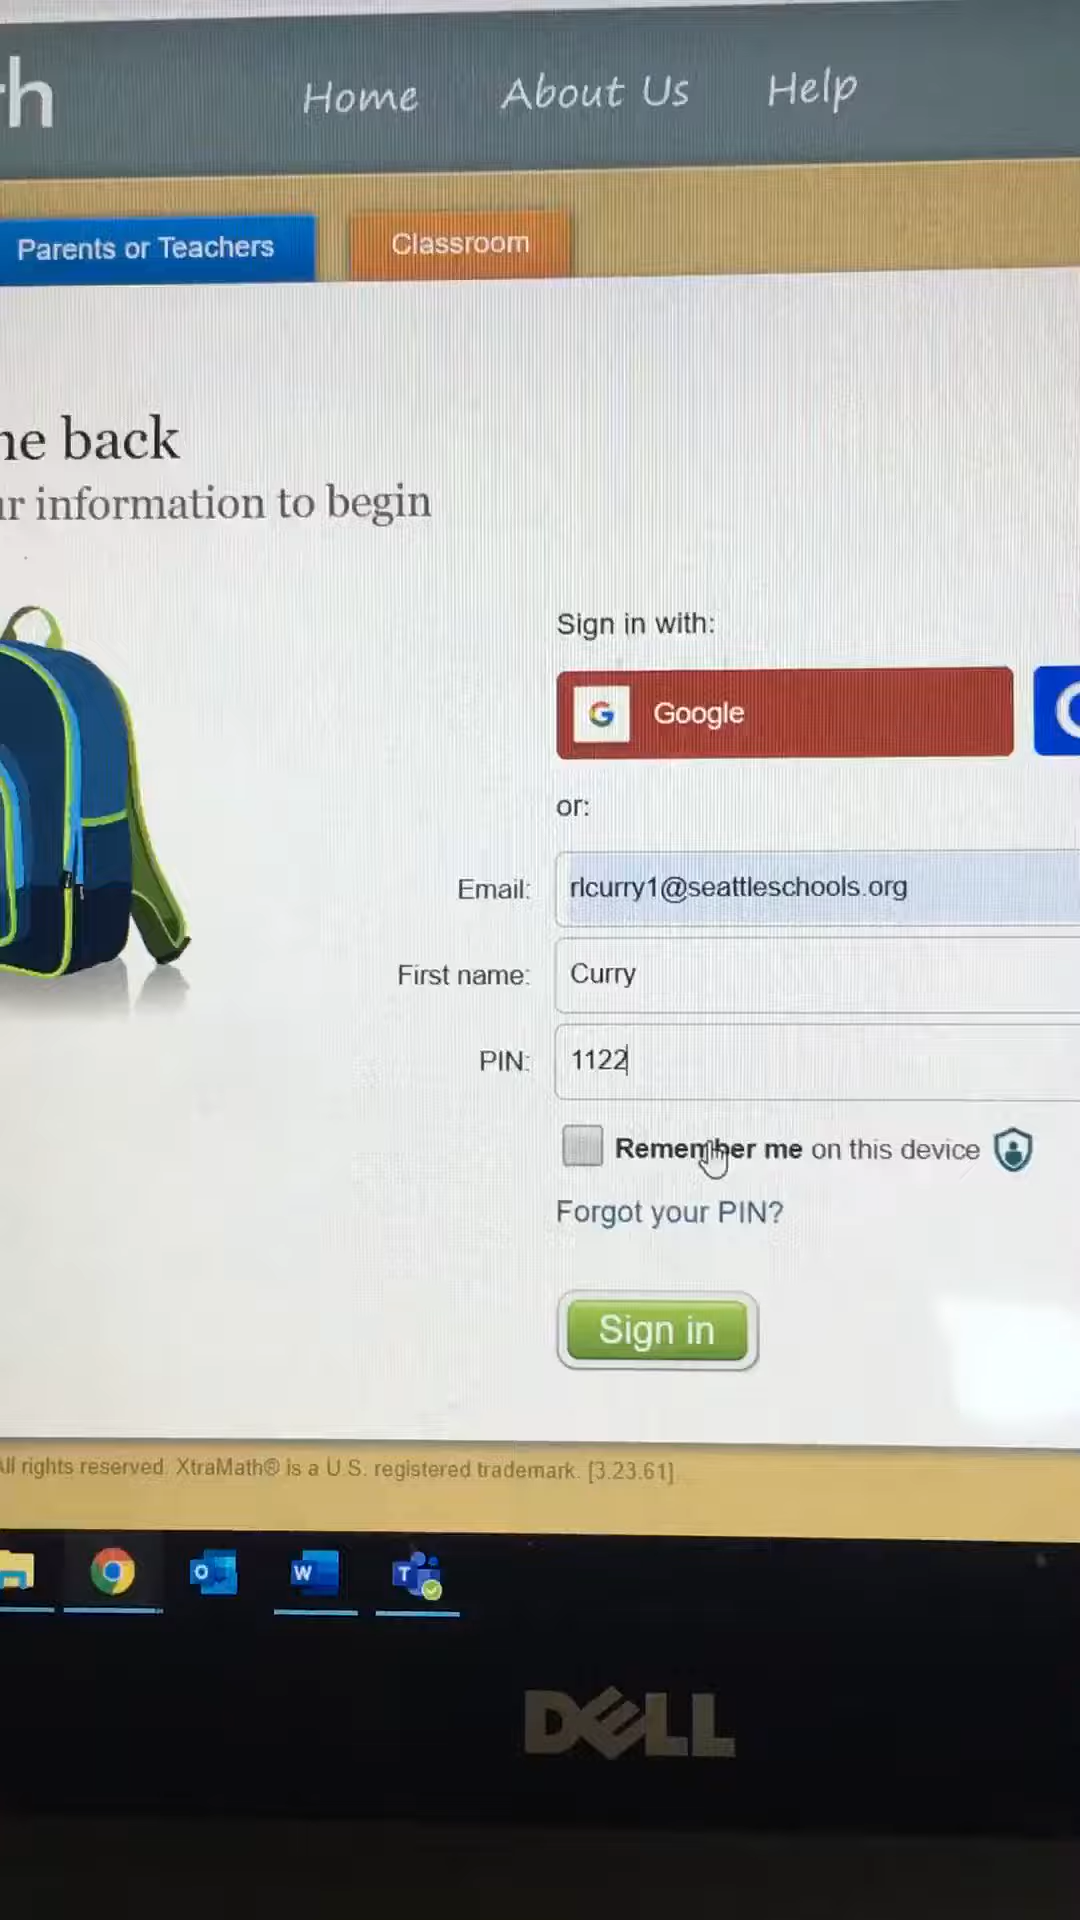 Home About Us Help
Parents or Teachers Classroom
back
information to begin
Sign in with:
G Google
or:
Email: rlcurry1@seattleschools.org
First name: Curry
PIN: 1122
Remember me on this device
Forgot your PIN?
Sign in
All rights reserved. XtraMath® is a U.S. registered trademark. [3.23.61]
DELL